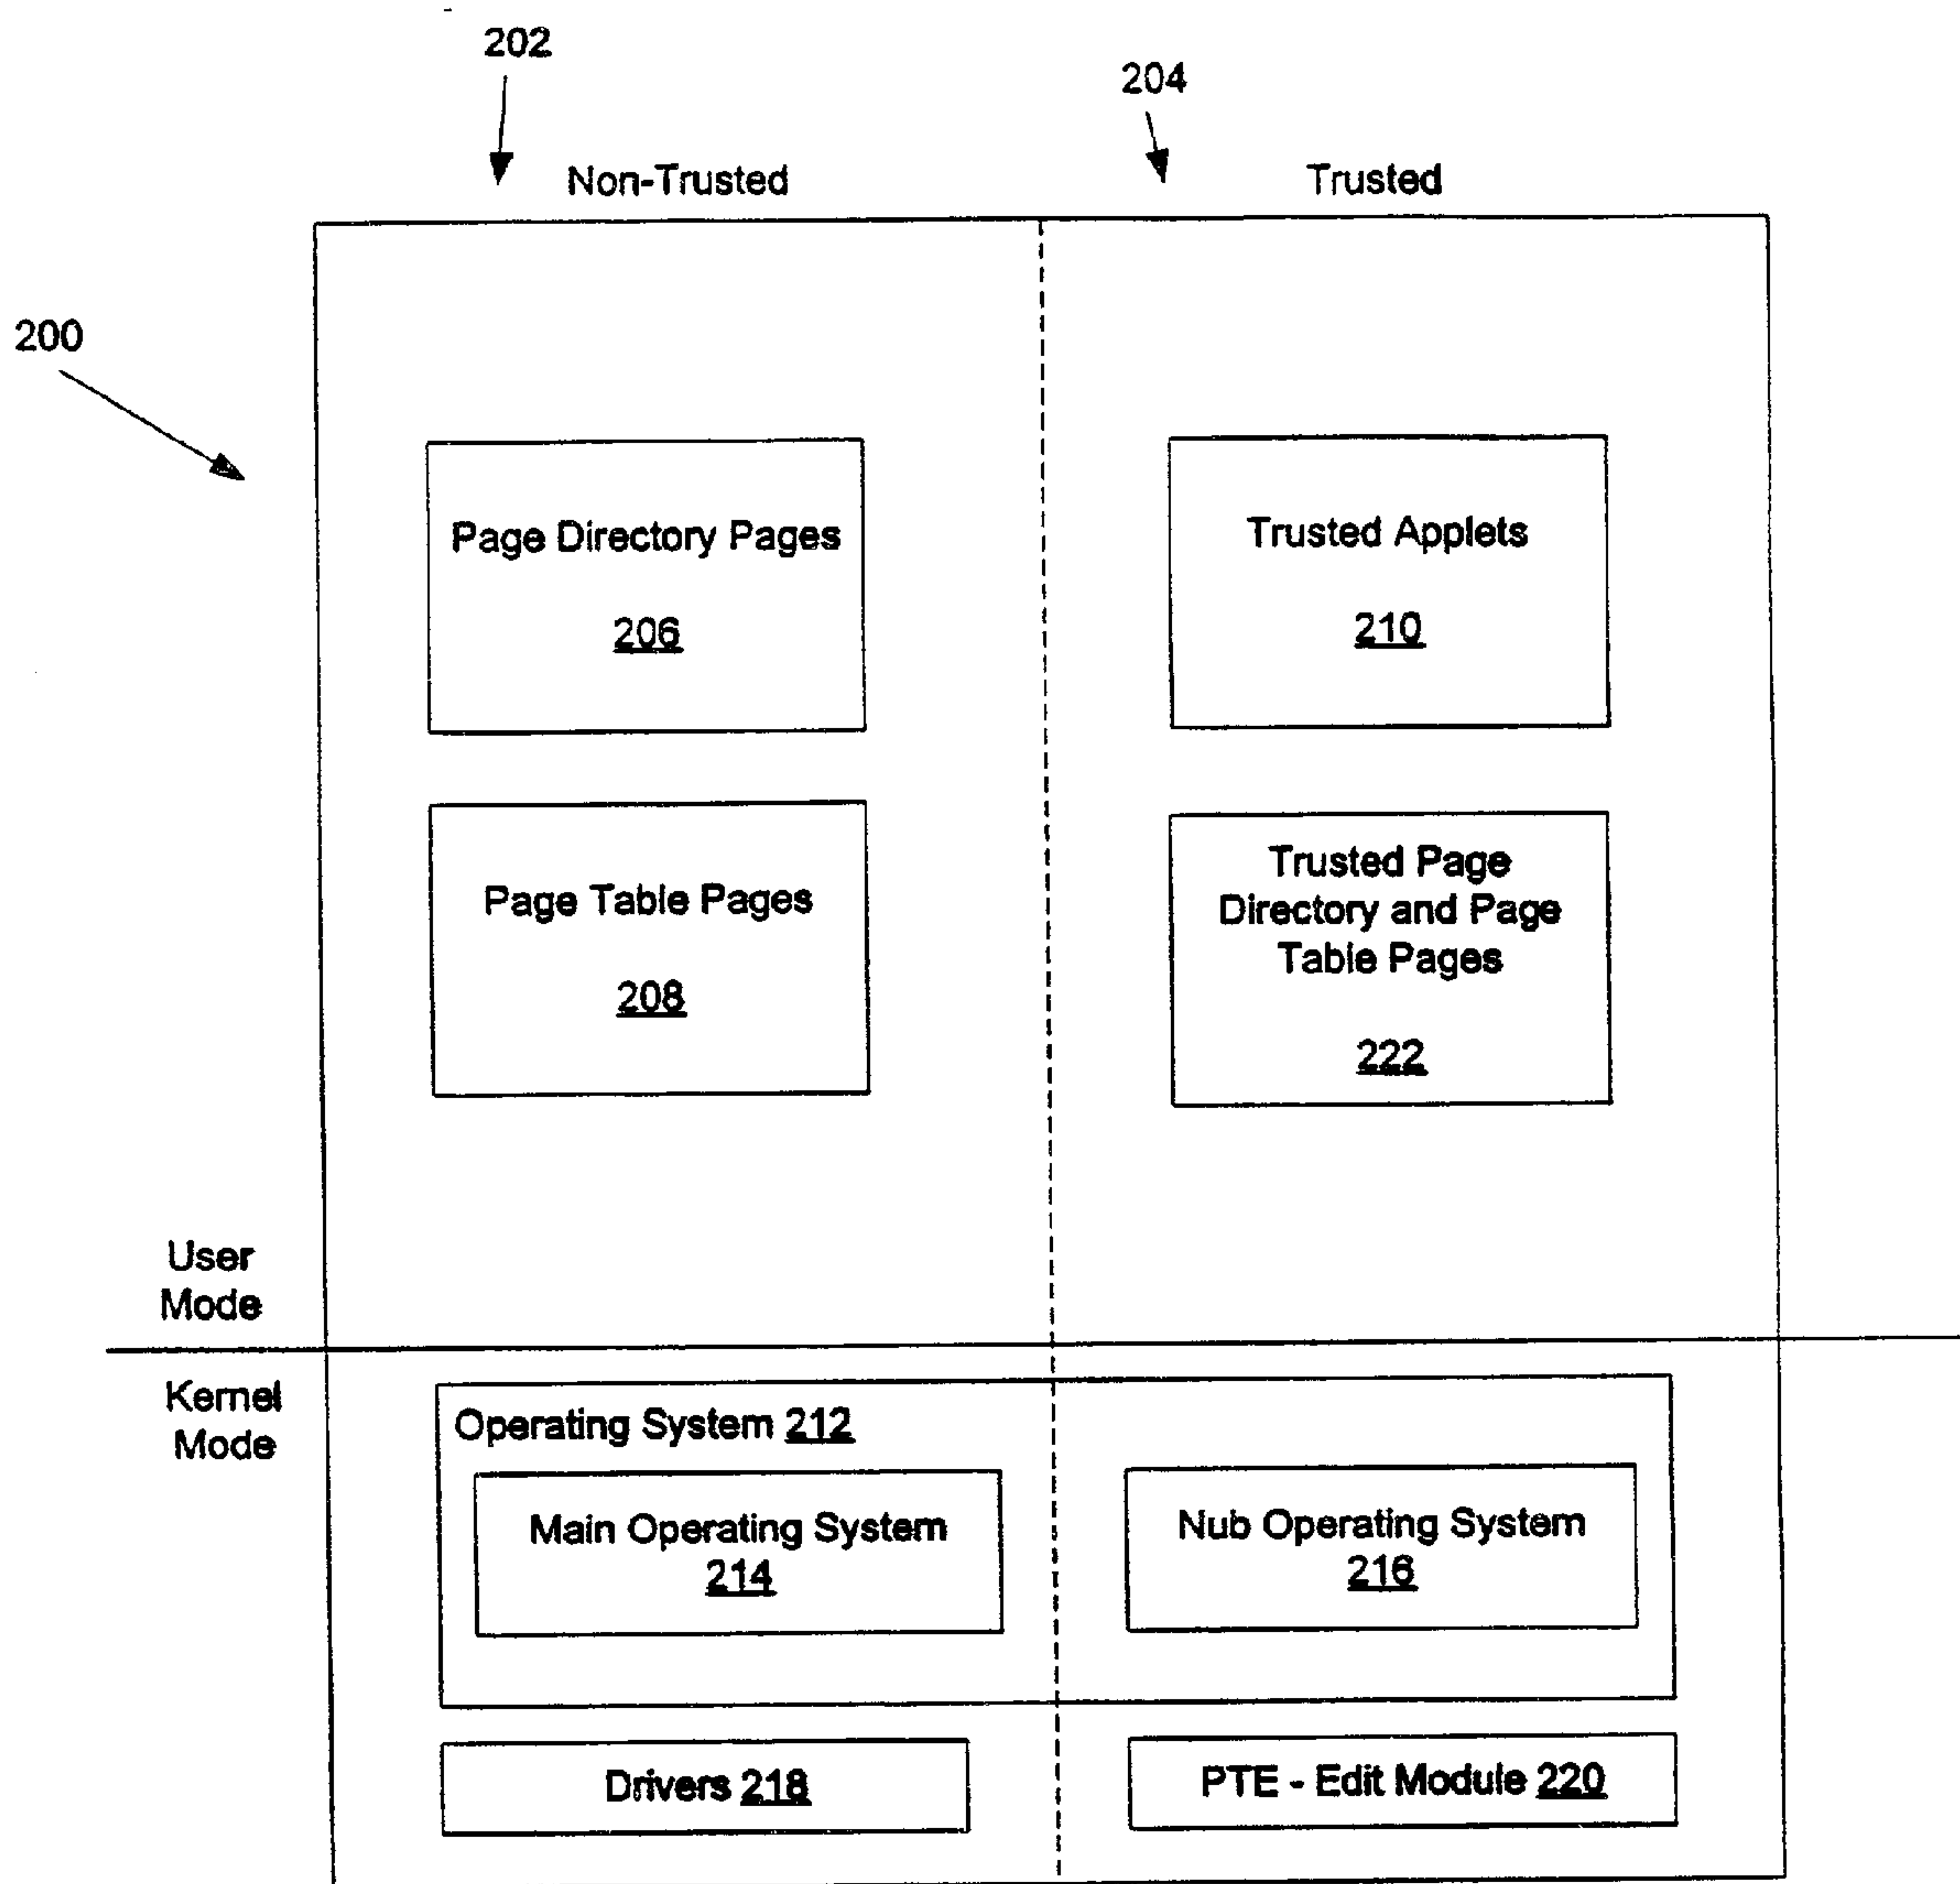 202
204
Non-Trusted
Trusted
200
Page Directory Pages
206
Trusted Applets
210
Page Table Pages
208
Trusted Page
Directory and Page
Table Pages
222
User
Mode
Kernel
Mode
Operating System 212
Main Operating System
214
Nub Operating System
216
Drivers 218
PTE - Edit Module 220